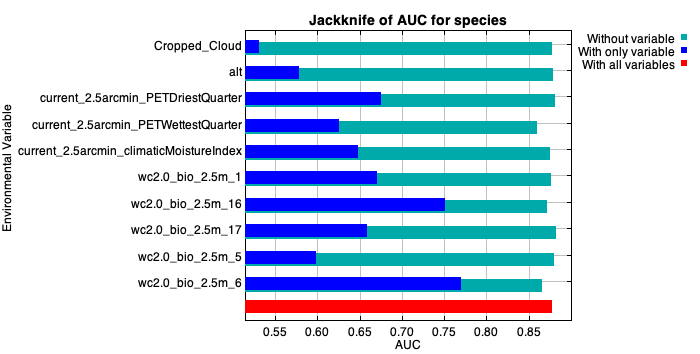 Jackknife of AUC for species
Without variable
With only variable
With all variables
Environmental Variable
Cropped_Cloud
alt
current_2.5arcmin_PETDriestQuarter
current_2.5arcmin_PETWettestQuarter
current_2.5arcmin_climaticMoistureIndex
wc2.0_bio_2.5m_1
wc2.0_bio_2.5m_16
wc2.0_bio_2.5m_17
wc2.0_bio_2.5m_5
wc2.0_bio_2.5m_6
0.55 0.60 0.65 0.70 0.75 0.80 0.85
AUC